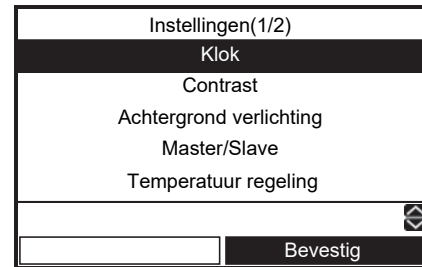 Instellingen(1/2)
Klok
Contrast
Achtergrond verlichting
Master/Slave
Temperatuur regeling
Bevestig